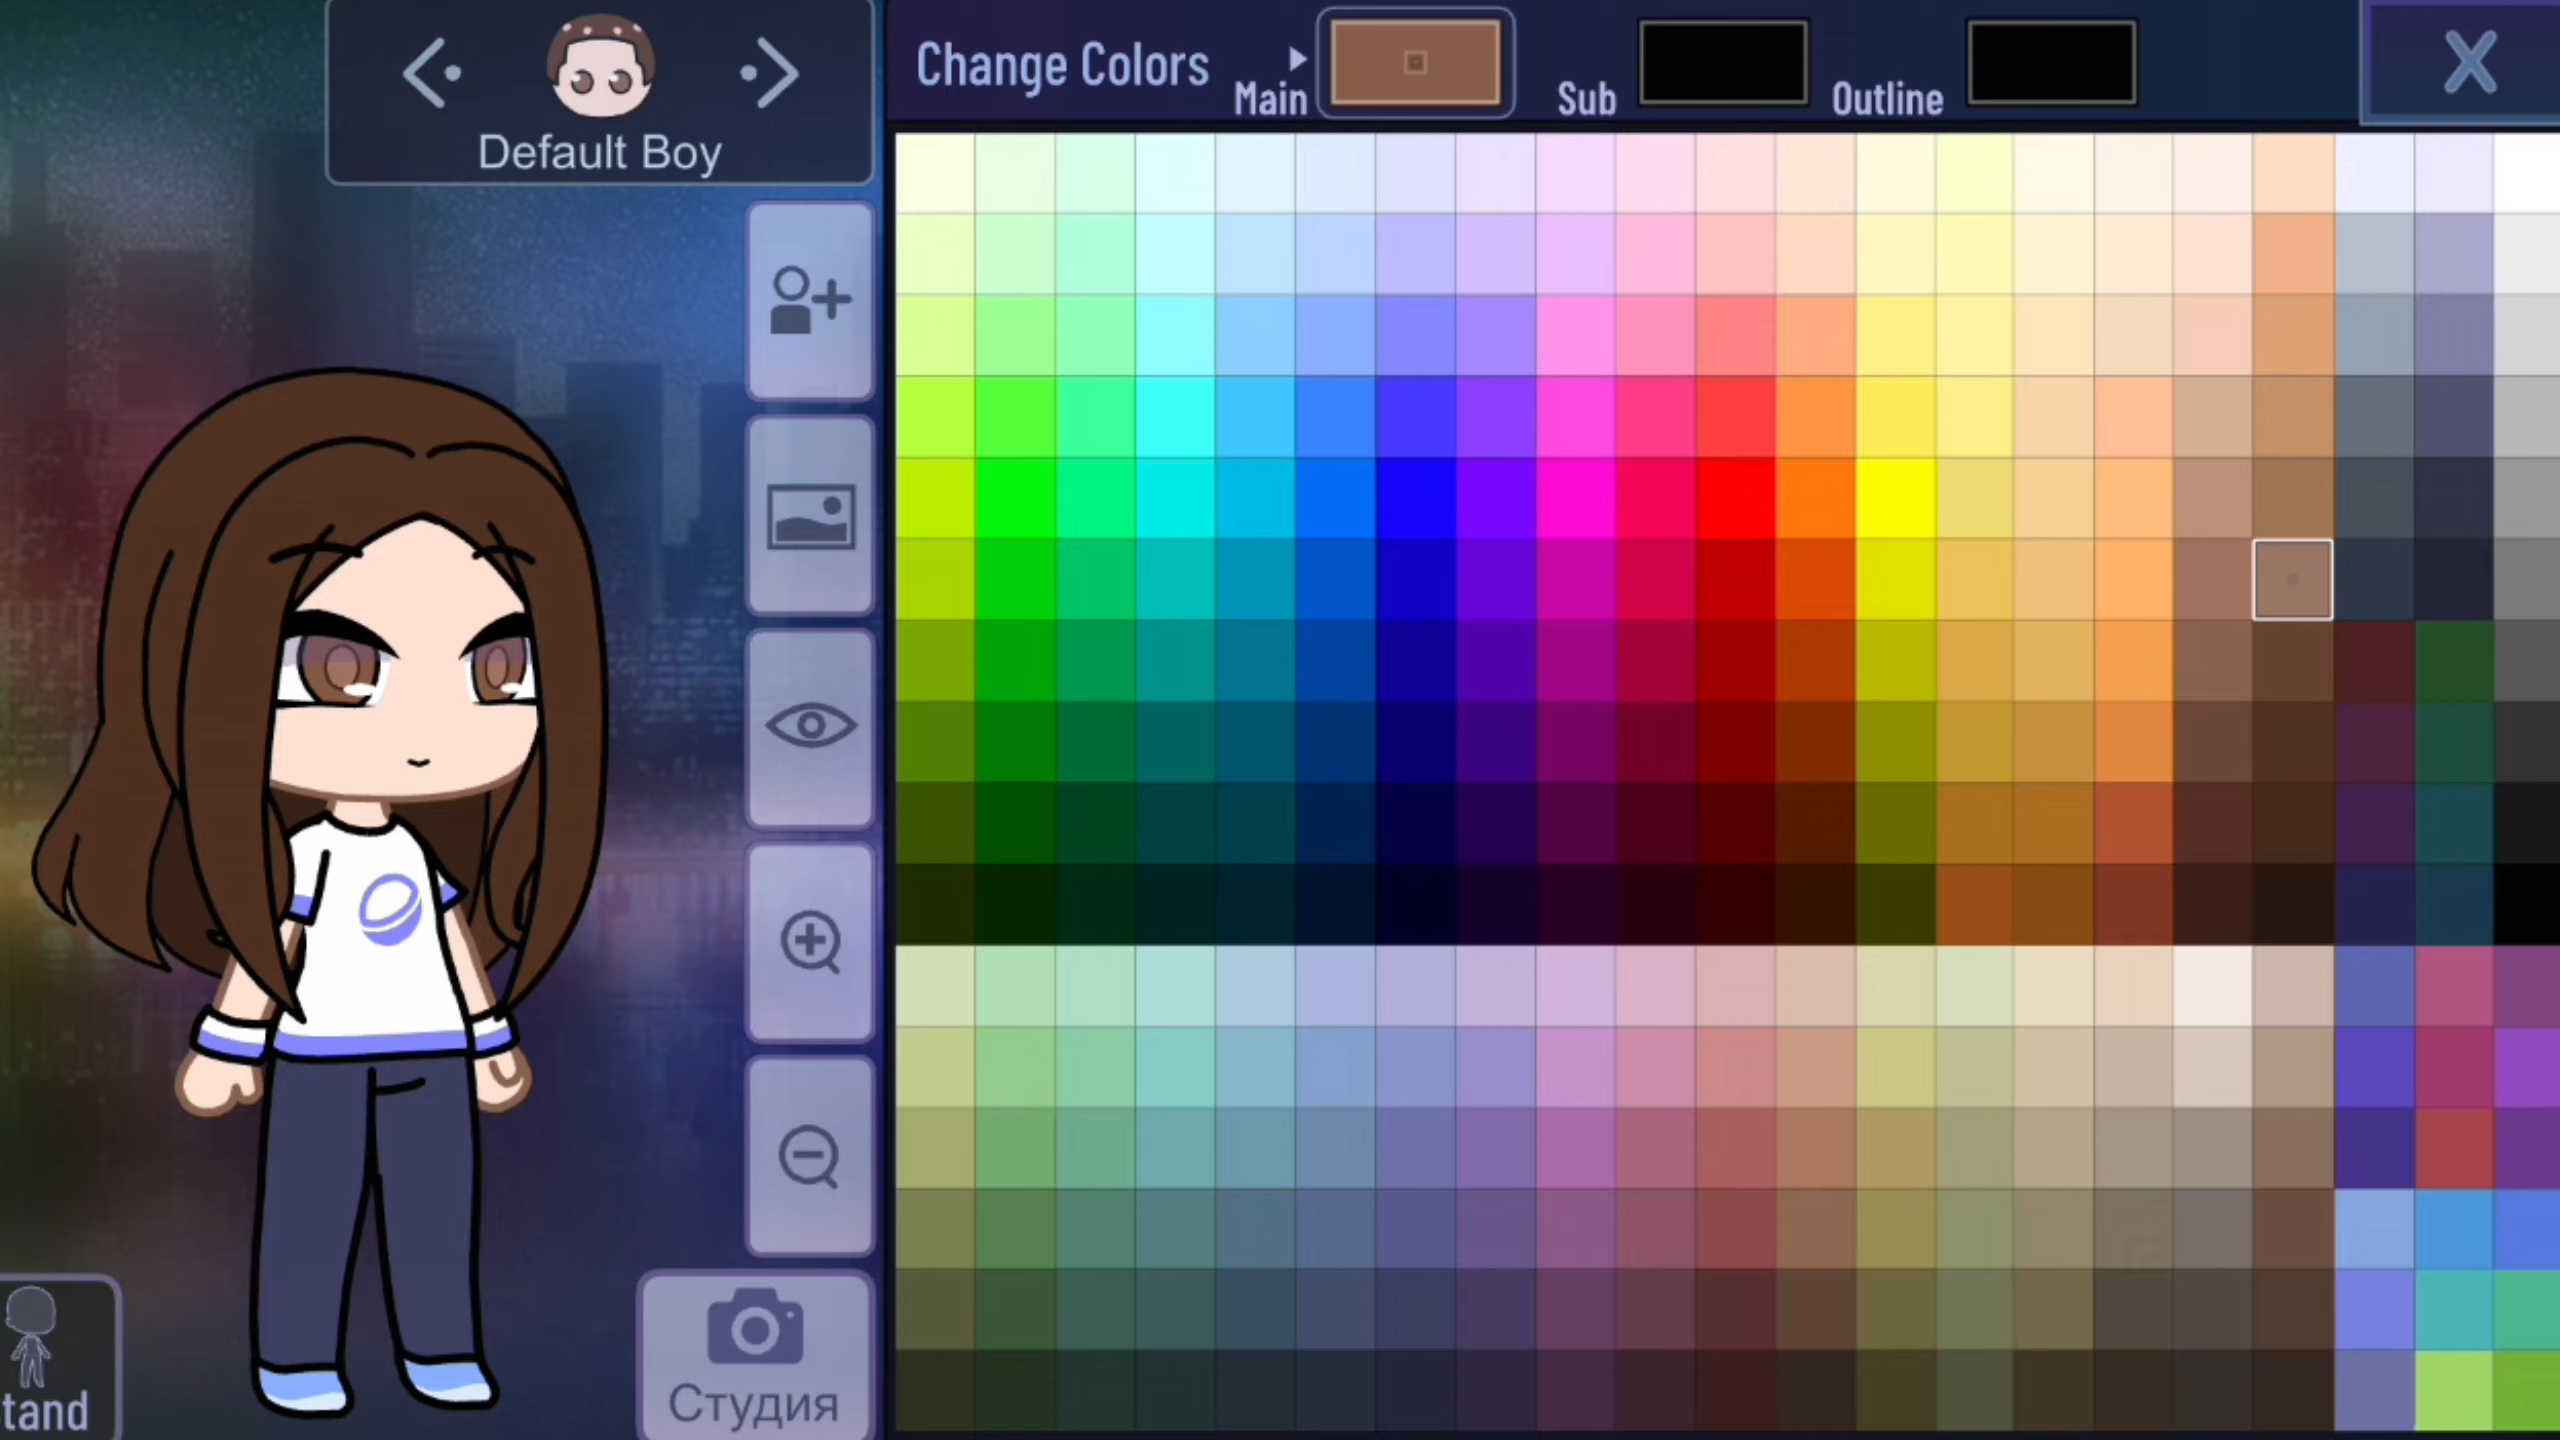 Default Boy
Change Colors
Main
Sub
Outline
X
Студия
tand